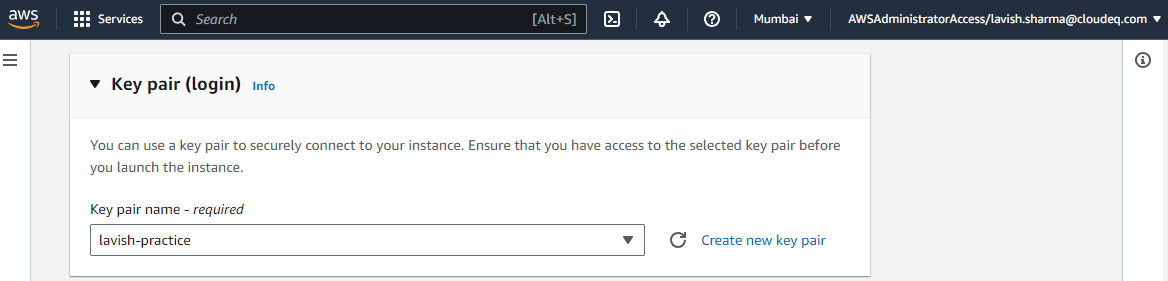 aws Services Search [Alt+S] Mumbai AWSAdministratorAccess/lavish.sharma@cloudeq.com
Key pair (login) Info
You can use a key pair to securely connect to your instance. Ensure that you have access to the selected key pair before
you launch the instance.
Key pair name - required
lavish-practice Create new key pair